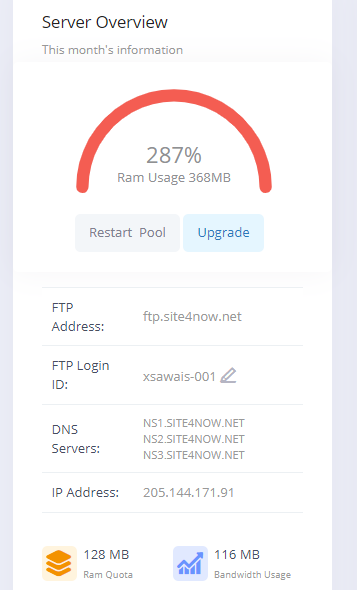 Server Overview
This month's information
287%
Ram Usage 368MB
Restart Pool
Upgrade
FTP
Address:
ftp.site4now.net
FTP Login
ID:
xsawais-001
DNS
Servers:
NS1.SITE4NOW.NET
NS2.SITE4NOW.NET
NS3.SITE4NOW.NET
IP Address:
205.144.171.91
128 MB
Ram Quota
116 MB
Bandwidth Usage